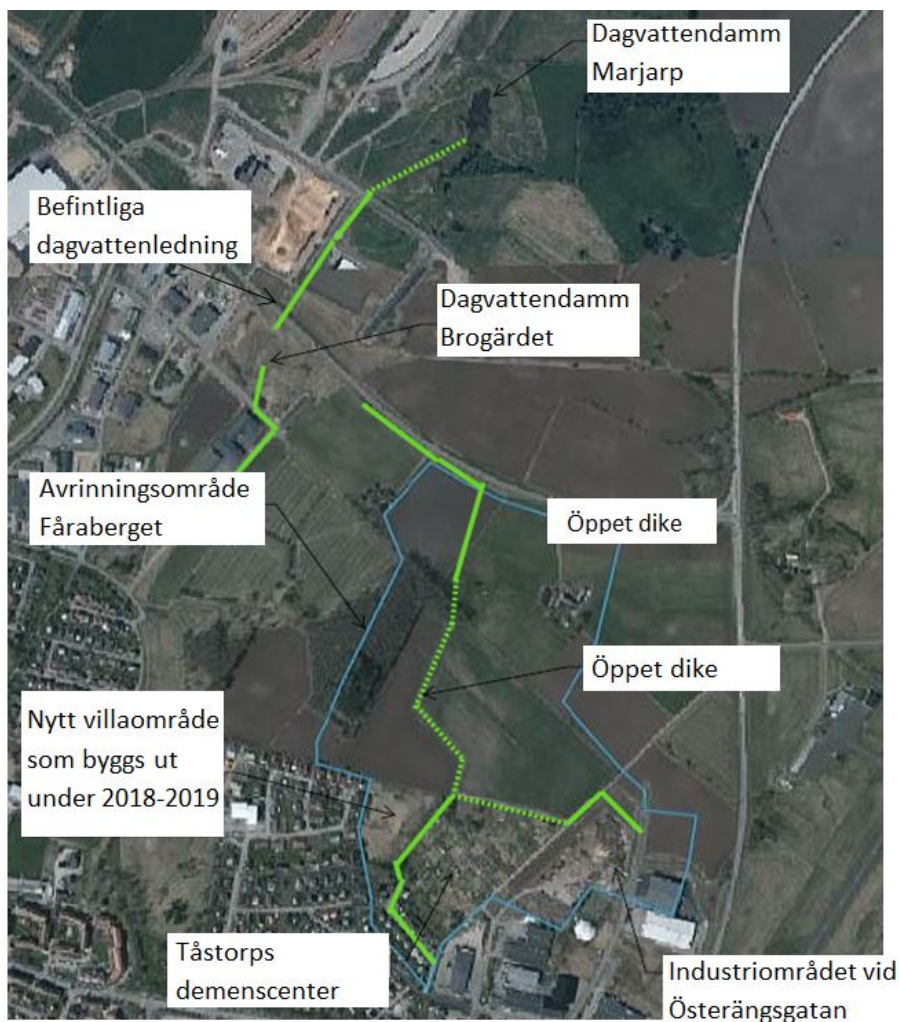 Dagvattendamm
Marjarp
Befintliga
dagvattenledning
Dagvattendamm
Brogärdet
Avrinningsområde
Fåraberget
Öppet dike
Öppet dike
Nytt villaområde
som byggs ut
under 2018-2019
Tåstorps
demenscenter
Industriområdet vid
Österängsgatan